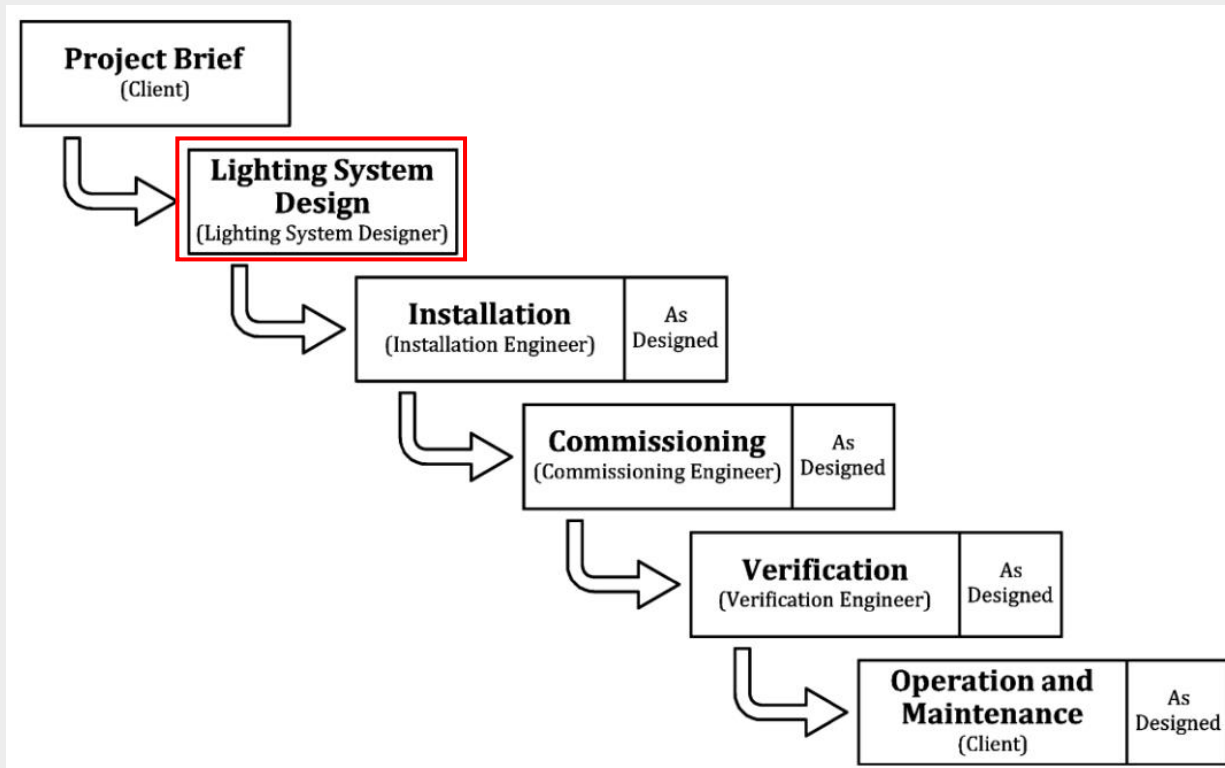 Project Brief
(Client)
Lighting System
Design
(Lighting System Designer)
Installation
(Installation Engineer)
As
Designed
Commissioning
(Commissioning Engineer)
As
Designed
Verification
(Verification Engineer)
As
Designed
Operation and
Maintenance
(Client)
As
Designed